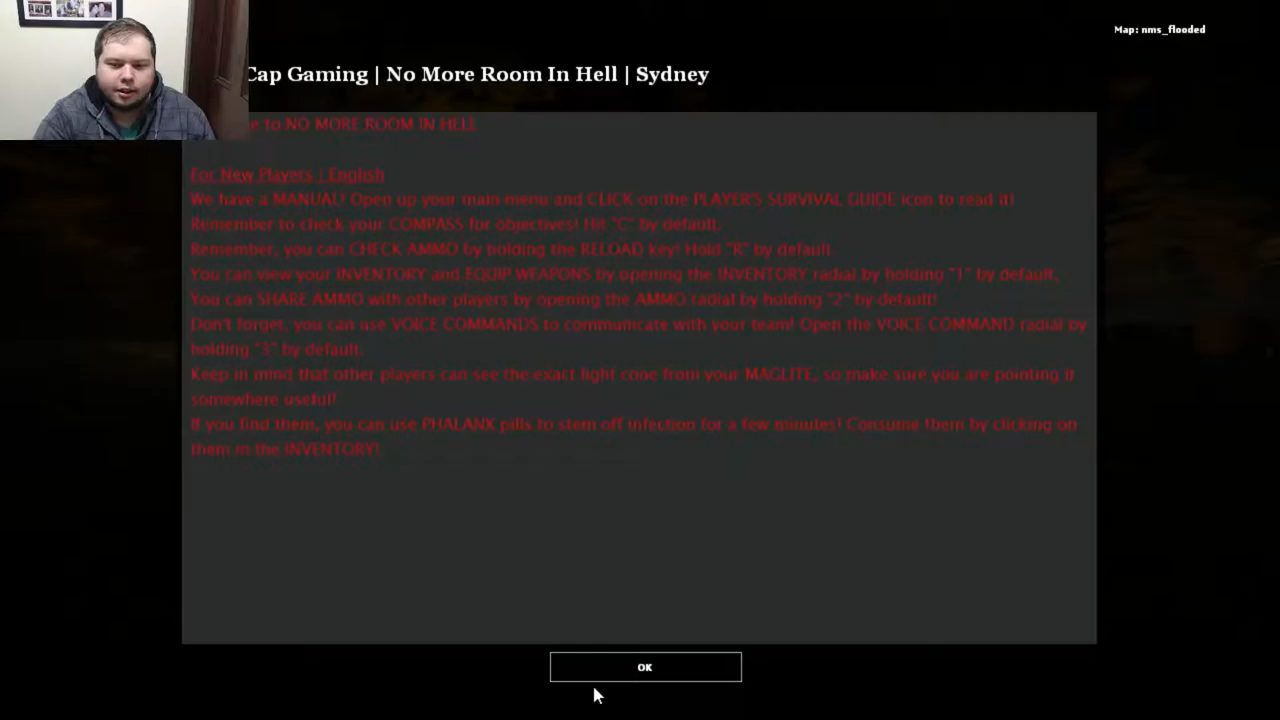 Map: nms_flooded
Cap Gaming | No More Room In Hell | Sydney
to NO MORE ROOM IN HELL
For New Players | English
We have a MANUAL! Open up your main menu and CLICK on the PLAYER'S SURVIVAL GUIDE icon to read it!
Remember to check your COMPASS for objectives! Hit "C" by default.
Remember, you can CHECK AMMO by holding the RELOAD key! Hold "R" by default.
You can view your INVENTORY and EQUIP WEAPONS by opening the INVENTORY radial by holding "1" by default.
You can SHARE AMMO with other players by opening the AMMO radial by holding "2" by default!
Don't forget, you can use VOICE COMMANDS to communicate with your team! Open the VOICE COMMAND radial by
holding "3" by default.
Keep in mind that other players can see the exact light cone from your MAGLITE, so make sure you are pointing it
somewhere useful!
If you find them, you can use PHALANX pills to stem off infection for a few minutes! Consume them by clicking on
them in the INVENTORY!
OK